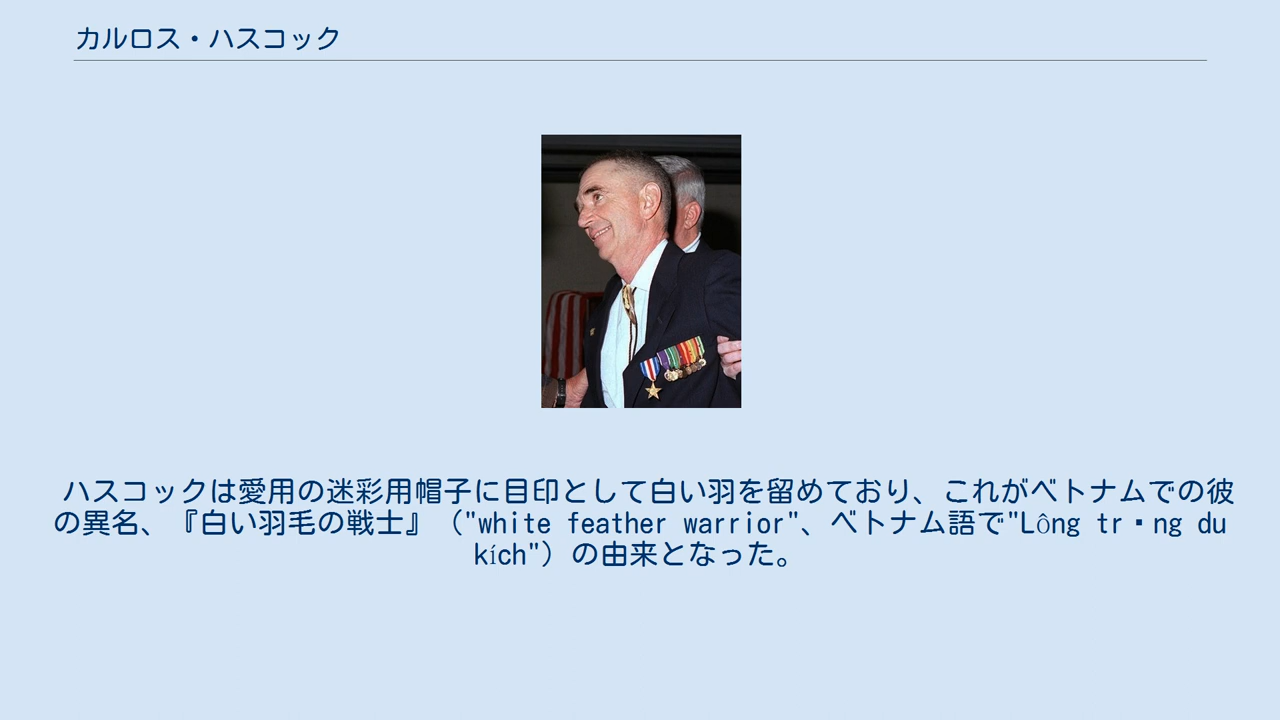 カルロス・ハスコック
ハスコックは愛用の迷彩用帽子に目印として白い羽を留めており、これがベトナムでの彼
の異名、『白い羽毛の戦士』（"white feather warrior"、ベトナム語で"Lông tr・ng du
kích"）の由来となった。